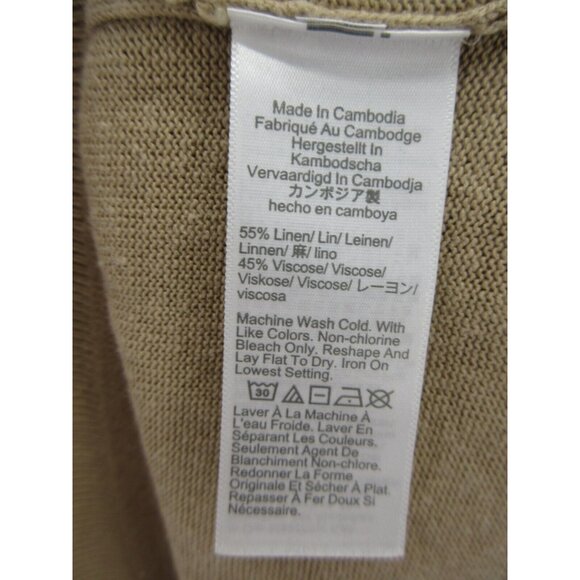 Made In Cambodia
Fabriqué Au Cambodge
Hergestellt In
Kambodscha
Vervaardigd In Cambodja
カンボジア製
hecho en camboya
55% Linen/ Lin/ Leinen/
Linnen/ 麻/ lino
45% Viscose/ Viscose/
Viskose/ Viscose/ レーヨン/
viscosa
Machine Wash Cold. With
Like Colors. Non-chlorine
Bleach Only. Reshape And
Lay Flat To Dry. Iron On
Lowest Setting.
30
Laver À La Machine À
L'eau Froide. Laver En
Séparant Les Couleurs.
Seulement Agent De
Blanchiment Non-chlore.
Redonner La Forme
Originale Et Sécher À Plat.
Repasser À Fer Doux Si
Nécessaire.